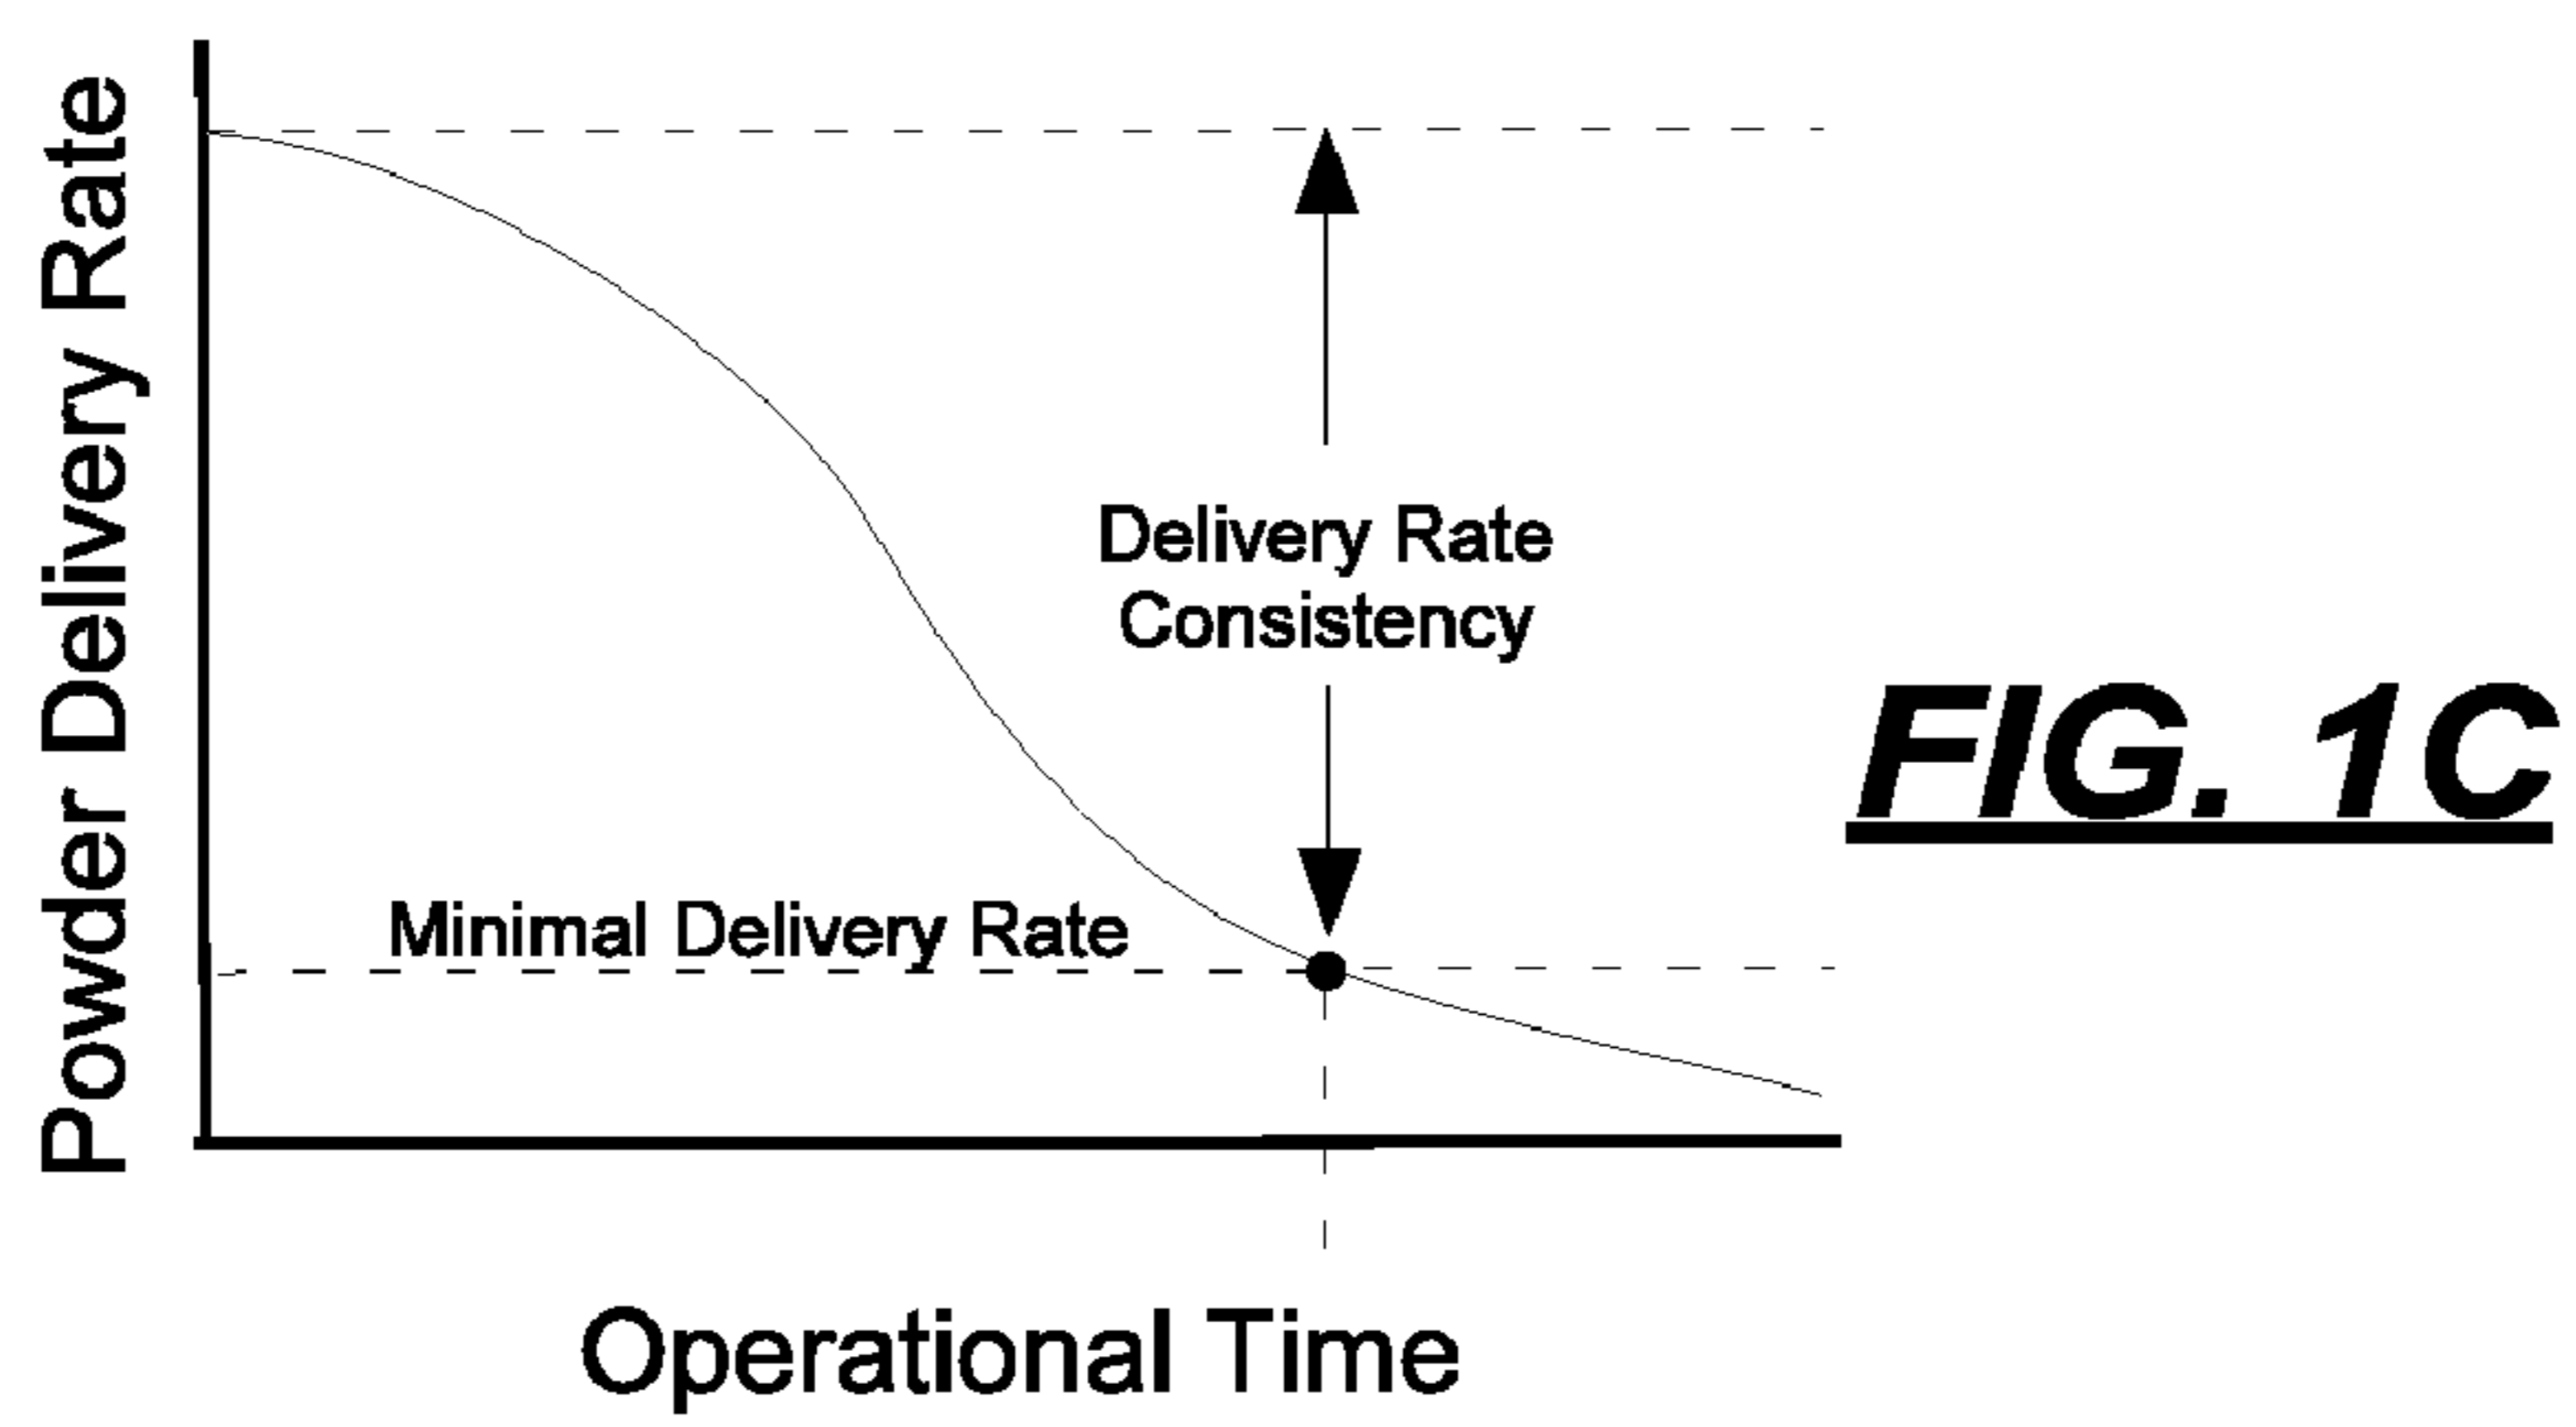 Powder Delivery Rate
Delivery Rate
Consistency
Minimal Delivery Rate
FIG. 1C
Operational Time